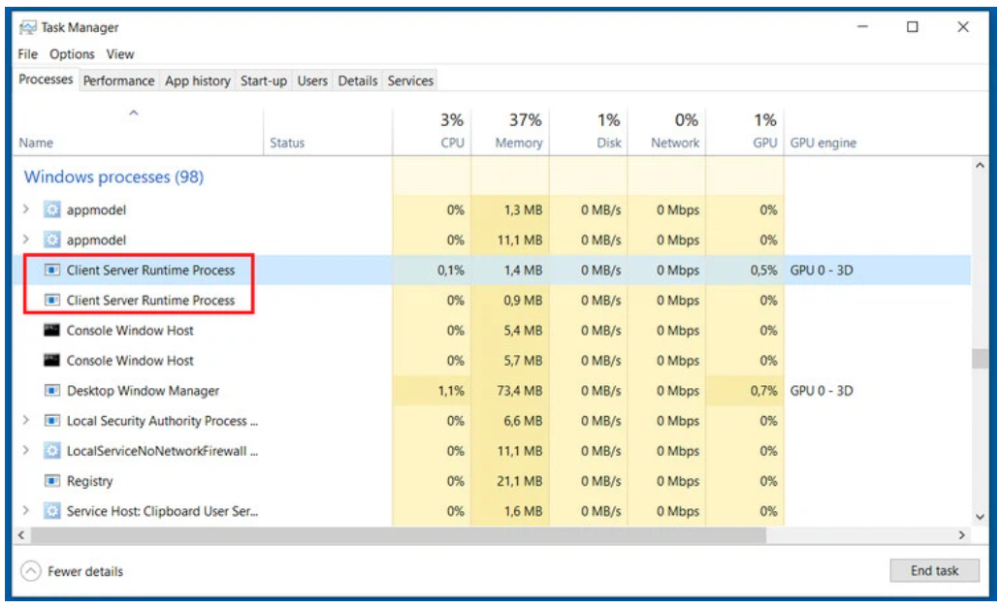 Task Manager
File Options View
Processes Performance App history Start-up Users Details Services
3% 37% 1% 0% 1%
Name Status CPU Memory Disk Network GPU GPU engine
Windows processes (98)
appmodel 0% 1,3 MB 0 MB/s 0 Mbps 0%
appmodel 0% 11,1 MB 0 MB/s 0 Mbps 0%
Client Server Runtime Process 0,1% 1,4 MB 0 MB/s 0 Mbps 0,5% GPU 0 - 3D
Client Server Runtime Process 0% 0,9 MB 0 MB/s 0 Mbps 0%
Console Window Host 0% 5,4 MB 0 MB/s 0 Mbps 0%
Console Window Host 0% 5,7 MB 0 MB/s 0 Mbps 0%
Desktop Window Manager 1,1% 73,4 MB 0 MB/s 0 Mbps 0,7% GPU 0 - 3D
Local Security Authority Process ... 0% 6,6 MB 0 MB/s 0 Mbps 0%
LocalServiceNoNetworkFirewall ... 0% 11,1 MB 0 MB/s 0 Mbps 0%
Registry 0% 21,1 MB 0 MB/s 0 Mbps 0%
Service Host: Clipboard User Ser... 0% 1,6 MB 0 MB/s 0 Mbps 0%
Fewer details End task